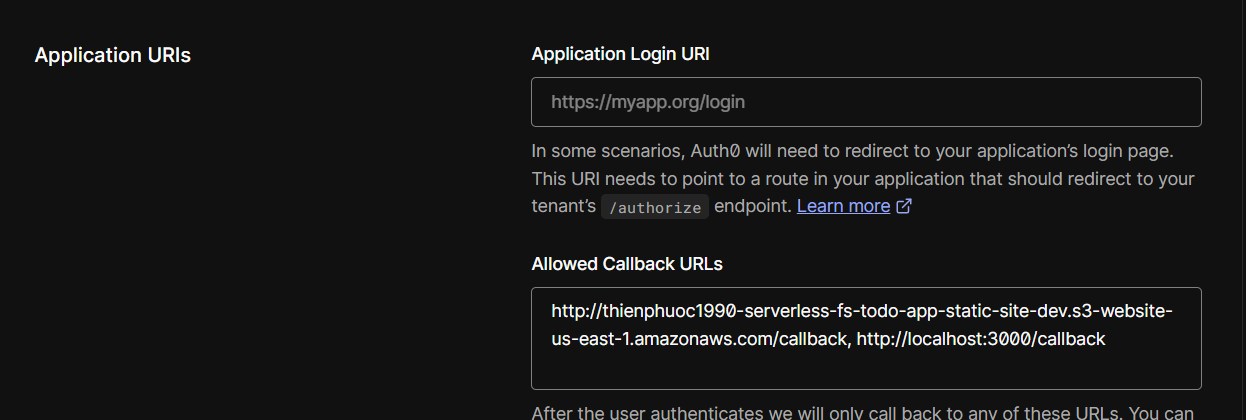 Application URIs
Application Login URI
https://myapp.org/login
In some scenarios, Auth0 will need to redirect to your application’s login page.
This URI needs to point to a route in your application that should redirect to your
tenant’s /authorize endpoint. Learn more
Allowed Callback URLs
http://thienphuoc1990-serverless-fs-todo-app-static-site-dev.s3-website-
us-east-1.amazonaws.com/callback, http://localhost:3000/callback
After the user authenticates we will only call back to any of these URLs. You can